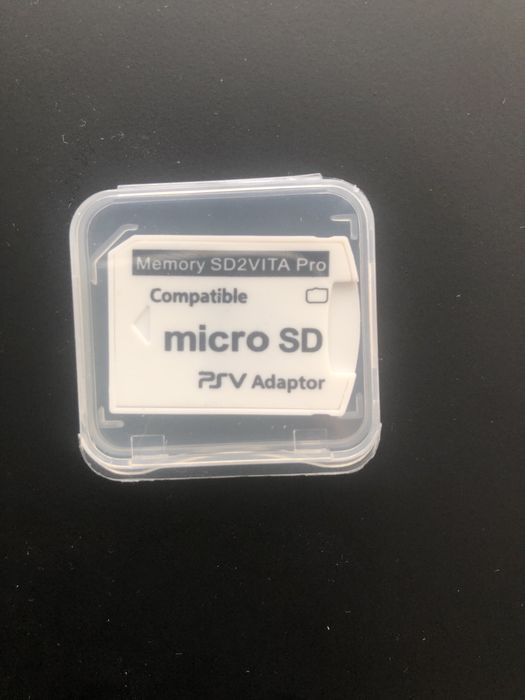 Memory SD2VITA Pro
Compatible
micro SD
PSV Adaptor